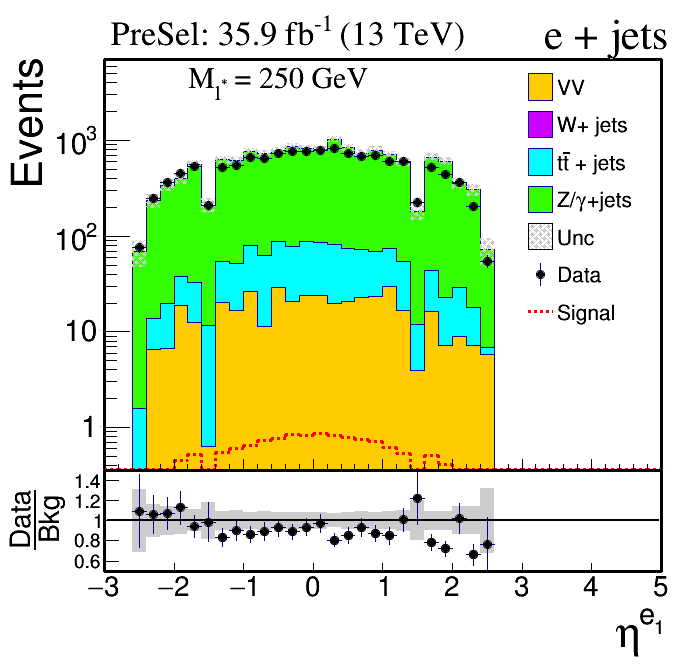 PreSel: 35.9 fb⁻¹ (13 TeV) e + jets
M_l* = 250 GeV
Events
10³
10²
10
1
VV
W+ jets
tt̄ + jets
Z/γ+jets
Unc
Data
Signal
Data
Bkg
1.4
1.2
1
0.8
0.6
−3 −2 −1 0 1 2 3 4 5
η^e₁